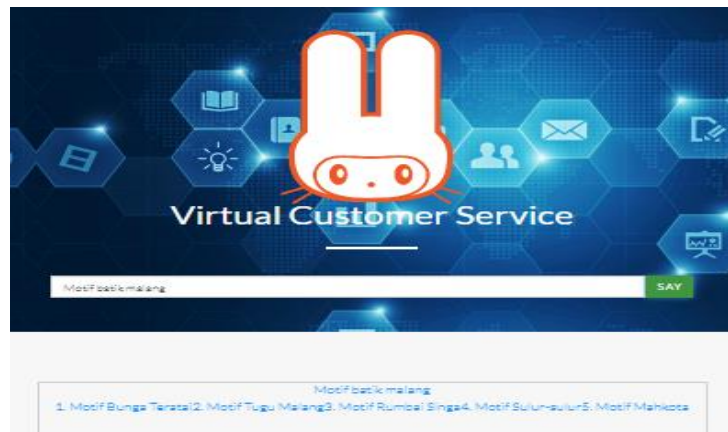 Virtual Customer Service
Motif batik malang
SAY
Motif batik malang
1. Motif Bunga Teratai2. Motif Tugu Malang3. Motif Rumbai Singa4. Motif Sulur-sulur5. Motif Mahkota